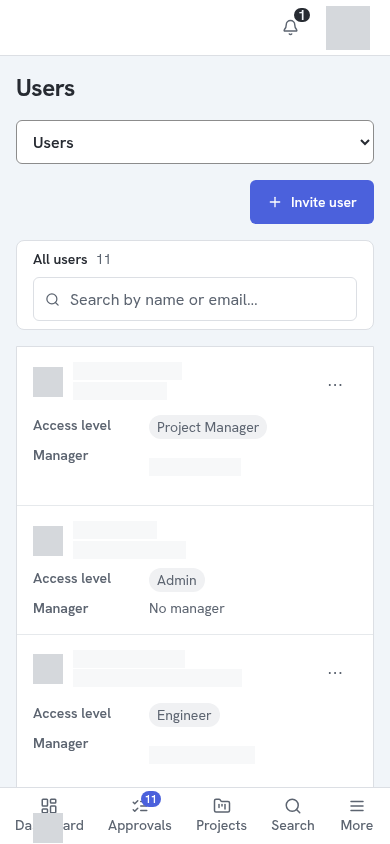 1
Users
Users
Invite user
All users 11
Search by name or email...
...
Access level Project Manager
Manager
Access level Admin
Manager No manager
...
Access level Engineer
Manager
11
Approvals Projects Search More